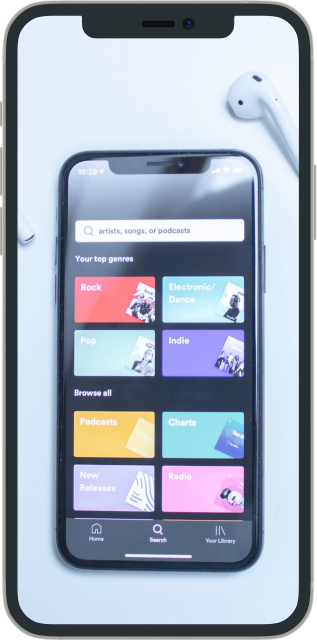 10:29
artists, songs, or podcasts
Your top genres
Rock
Electronic/
Dance
Pop
Indie
Browse all
Podcasts
Charts
New
Releases
Radio
Home
Search
Your Library